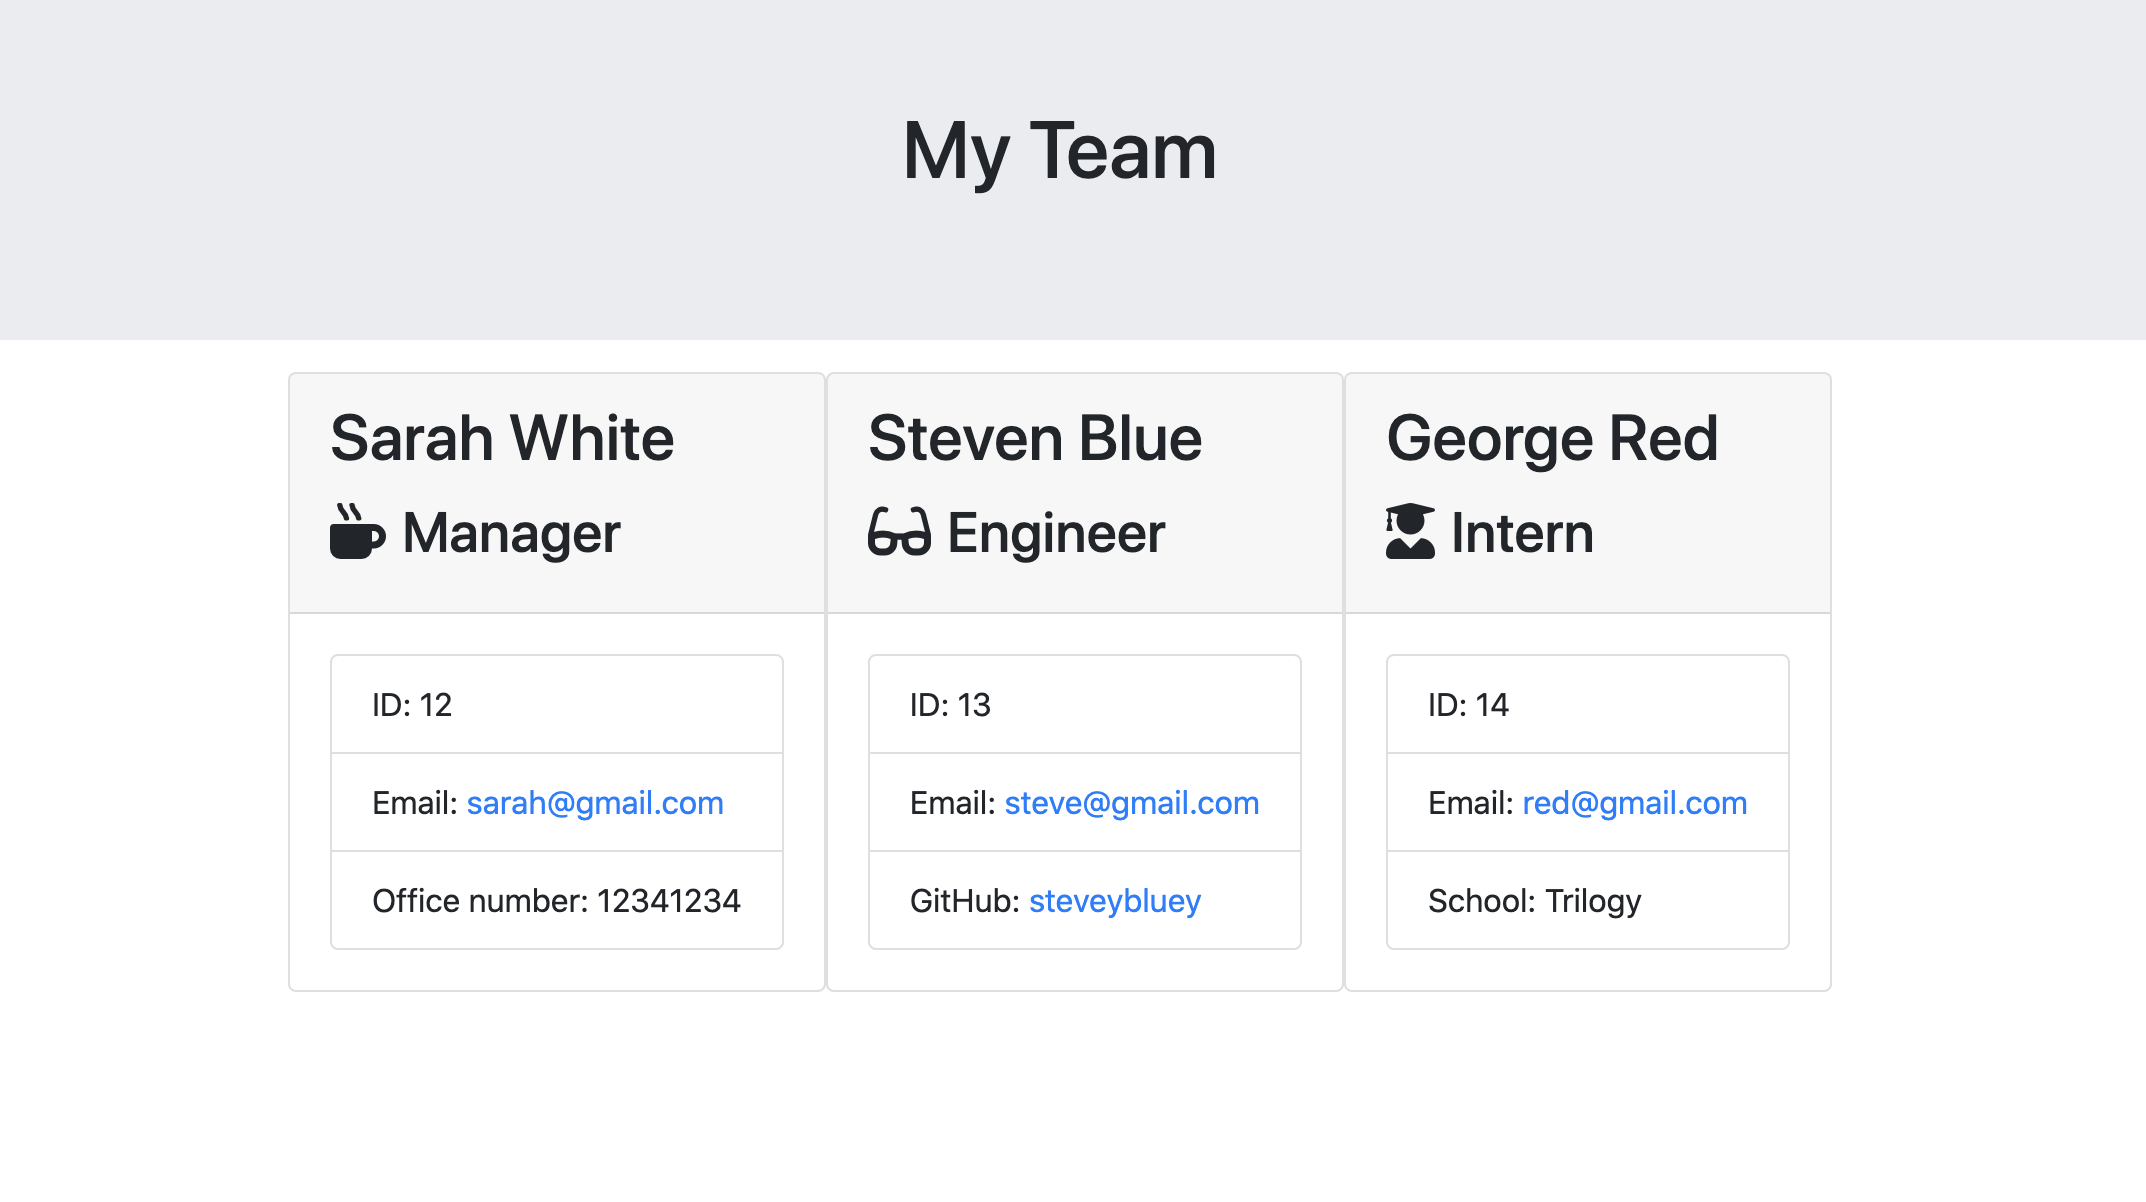 My Team
Sarah White
Manager
ID: 12
Email: sarah@gmail.com
Office number: 12341234
Steven Blue
Engineer
ID: 13
Email: steve@gmail.com
GitHub: steveybluey
George Red
Intern
ID: 14
Email: red@gmail.com
School: Trilogy